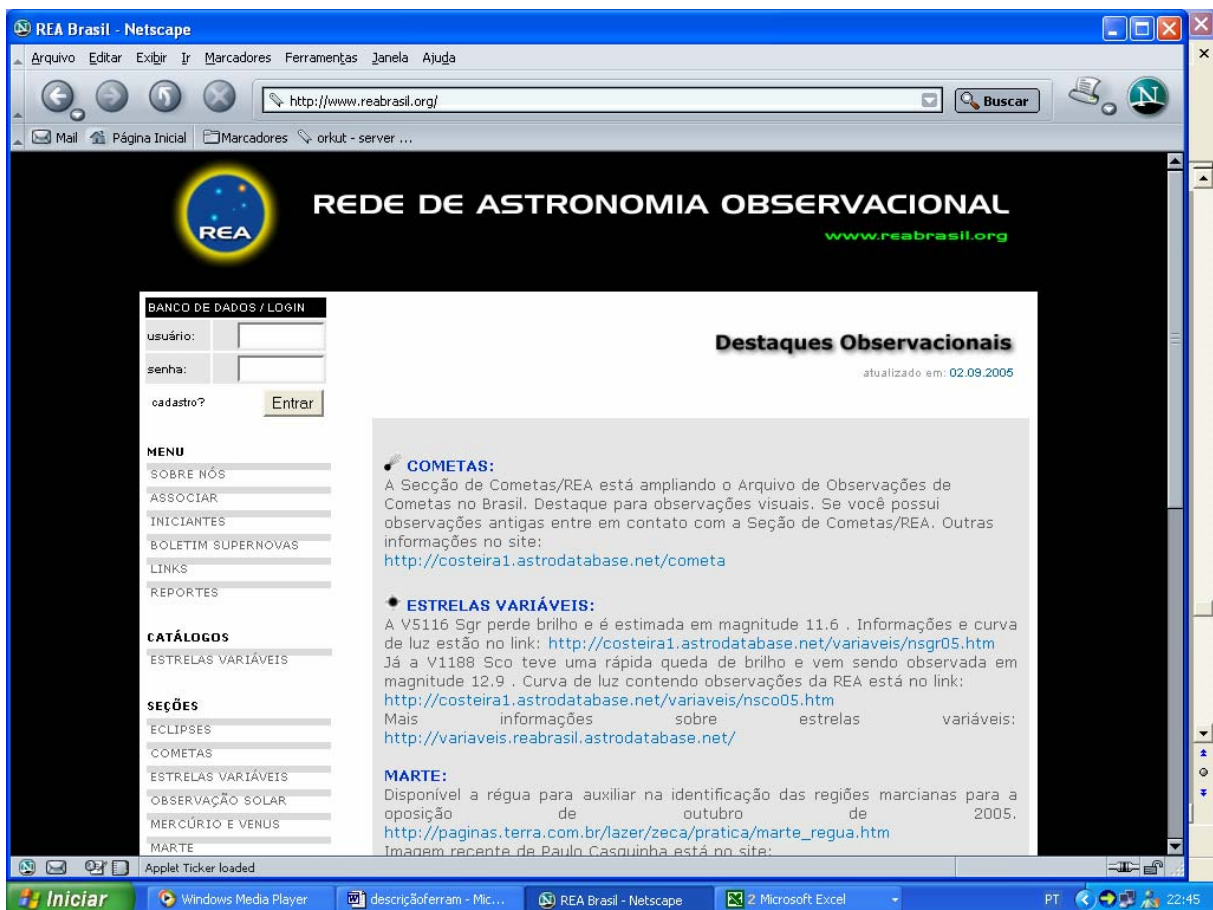 REA Brasil - Netscape
Arquivo Editar Exibir Ir Marcadores Ferramentas Janela Ajuda
http://www.reabrasil.org/
Buscar
N
Mail Página Inicial Marcadores orkut - server ...
REA
REDE DE ASTRONOMIA OBSERVACIONAL
www.reabrasil.org
BANCO DE DADOS / LOGIN
usuário:
senha:
cadastro? Entrar
MENU
SOBRE NÓS
ASSOCIAR
INICIANTES
BOLETIM SUPERNOVAS
LINKS
REPORTES
CATÁLOGOS
ESTRELAS VARIÁVEIS
SEÇÕES
ECLIPSES
COMETAS
ESTRELAS VARIÁVEIS
OBSERVAÇÃO SOLAR
MERCÚRIO E VENUS
MARTE
Destaques Observacionais
atualizado em: 02.09.2005
COMETAS:
A Secção de Cometas/REA está ampliando o Arquivo de Observações de
Cometas no Brasil. Destaque para observações visuais. Se você possui
observações antigas entre em contato com a Seção de Cometas/REA. Outras
informações no site:
http://costeira1.astrodatabase.net/cometa
ESTRELAS VARIÁVEIS:
A V5116 Sgr perde brilho e é estimada em magnitude 11.6 . Informações e curva
de luz estão no link: http://costeira1.astrodatabase.net/variaveis/nsgr05.htm
Já a V1188 Sco teve uma rápida queda de brilho e vem sendo observada em
magnitude 12.9 . Curva de luz contendo observações da REA está no link:
http://costeira1.astrodatabase.net/variaveis/nsco05.htm
Mais informações sobre estrelas variáveis:
http://variaveis.reabrasil.astrodatabase.net/
MARTE:
Disponível a régua para auxiliar na identificação das regiões marcianas para a
oposição de outubro de 2005.
http://paginas.terra.com.br/lazer/zeca/pratica/marte_regua.htm
Imagem recente de Paulo Casquinha está no site:
Applet Ticker loaded
Iniciar Windows Media Player descriçãoferram - Mic... REA Brasil - Netscape 2 Microsoft Excel PT 22:45